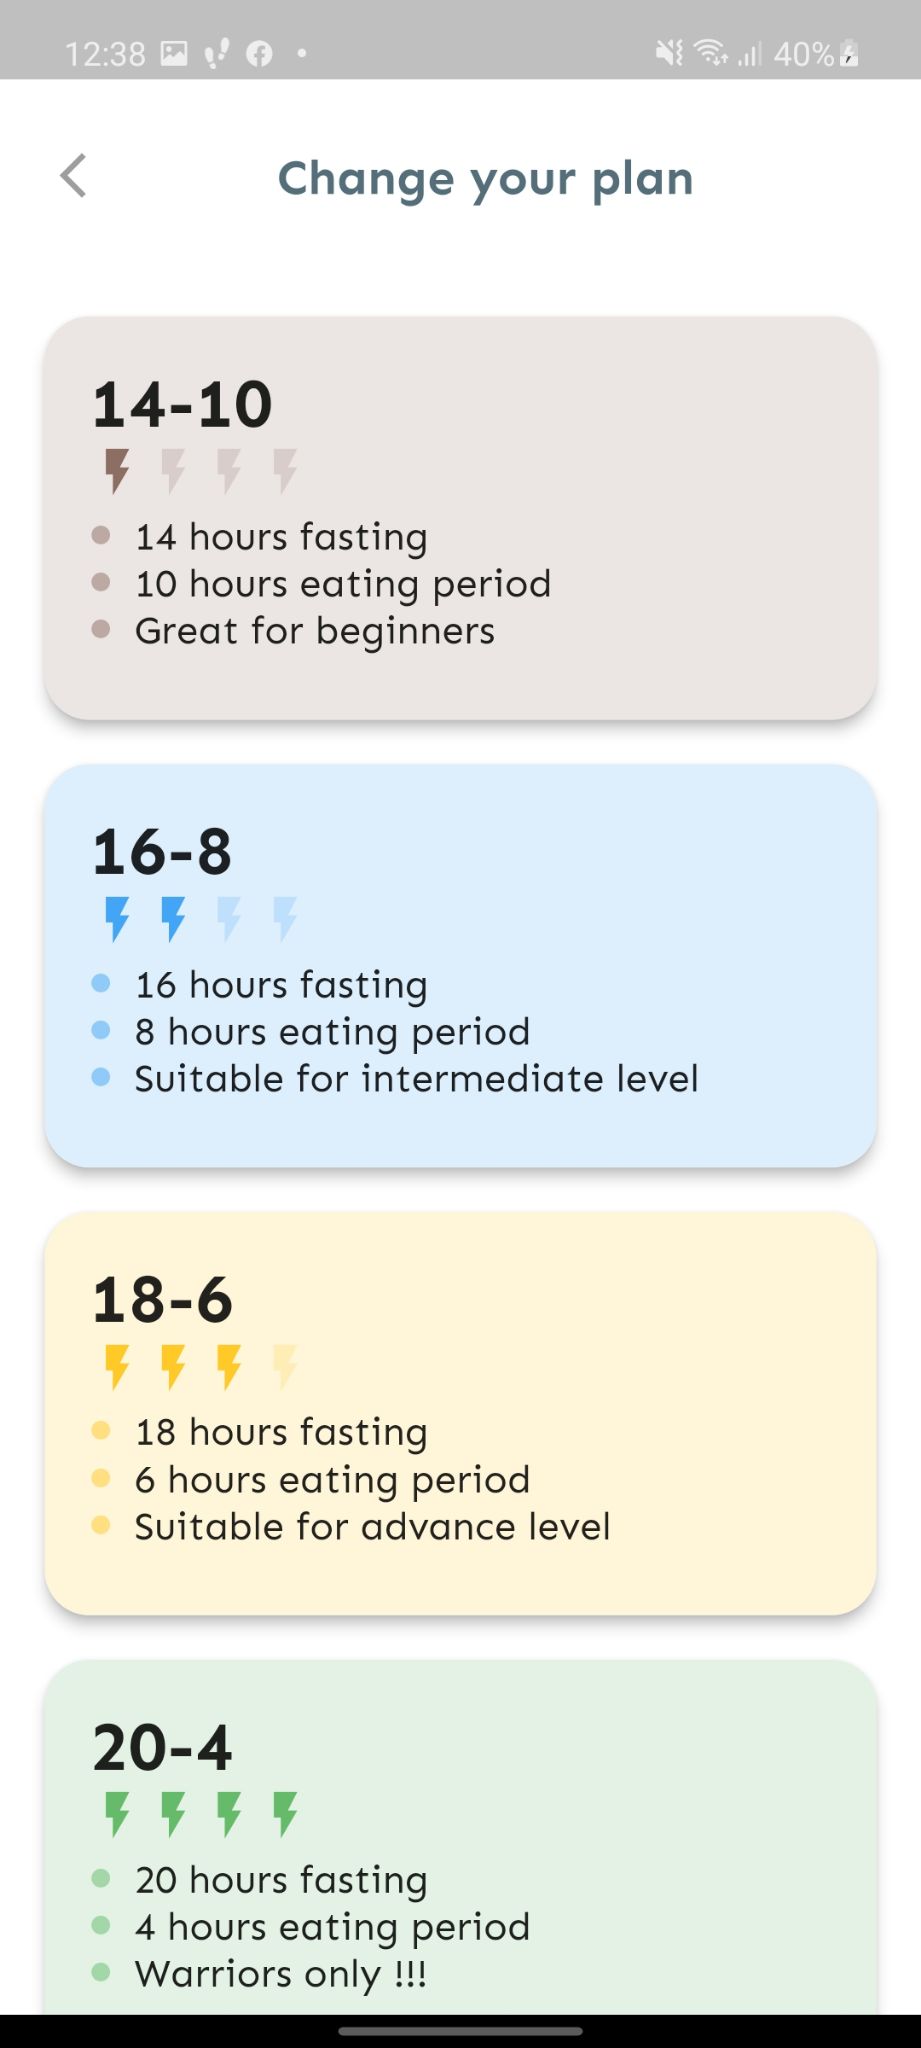 12:38
40%
Change your plan
14-10
14 hours fasting
10 hours eating period
Great for beginners
16-8
16 hours fasting
8 hours eating period
Suitable for intermediate level
18-6
18 hours fasting
6 hours eating period
Suitable for advance level
20-4
20 hours fasting
4 hours eating period
Warriors only !!!